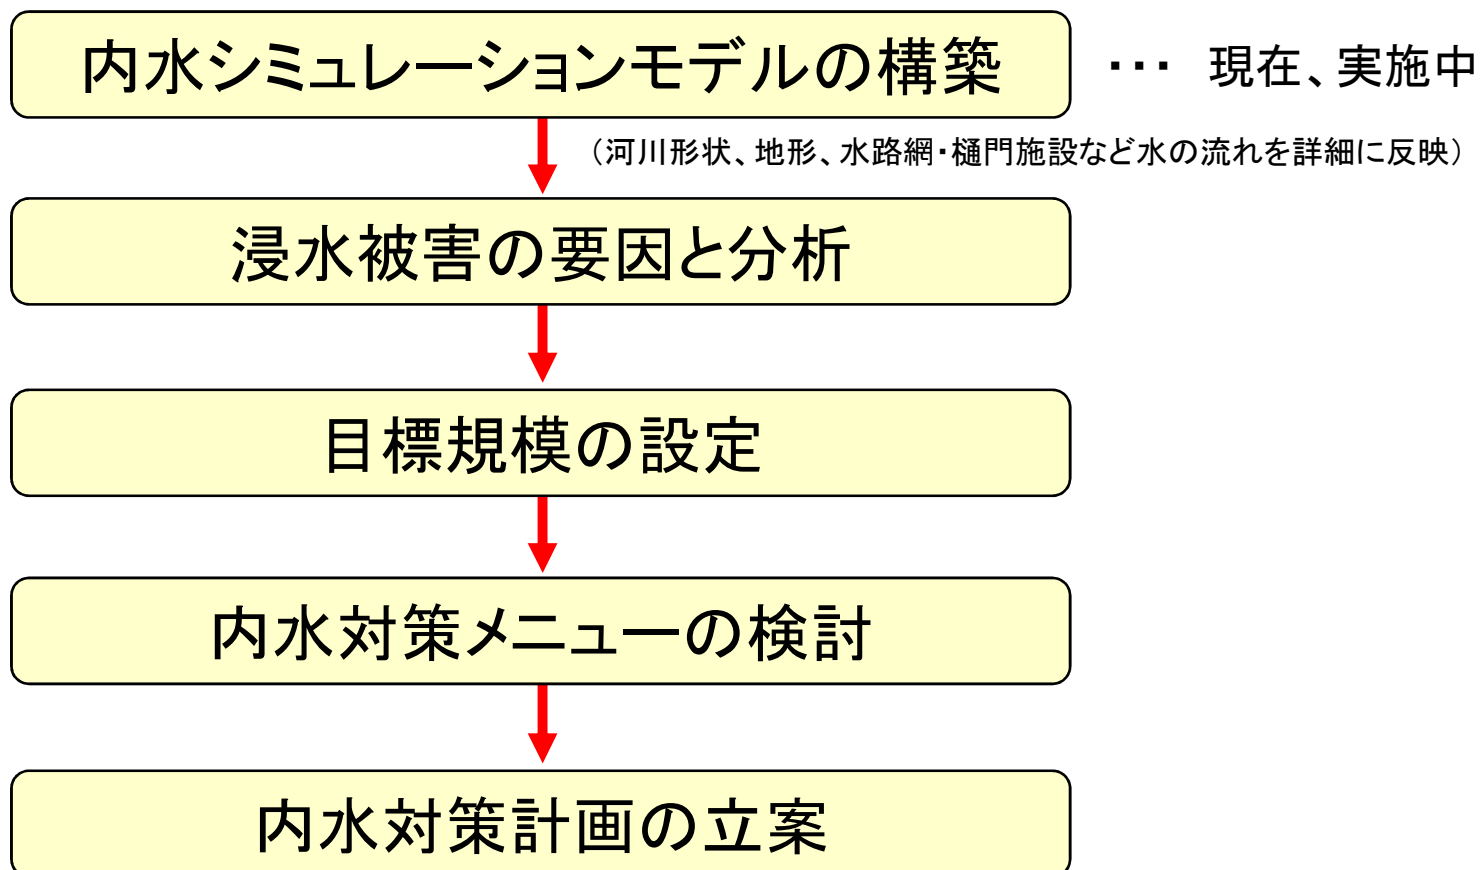 内水シミュレーションモデルの構築 ･･･ 現在、実施中
（河川形状、地形、水路網・樋門施設など水の流れを詳細に反映）
浸水被害の要因と分析
目標規模の設定
内水対策メニューの検討
内水対策計画の立案